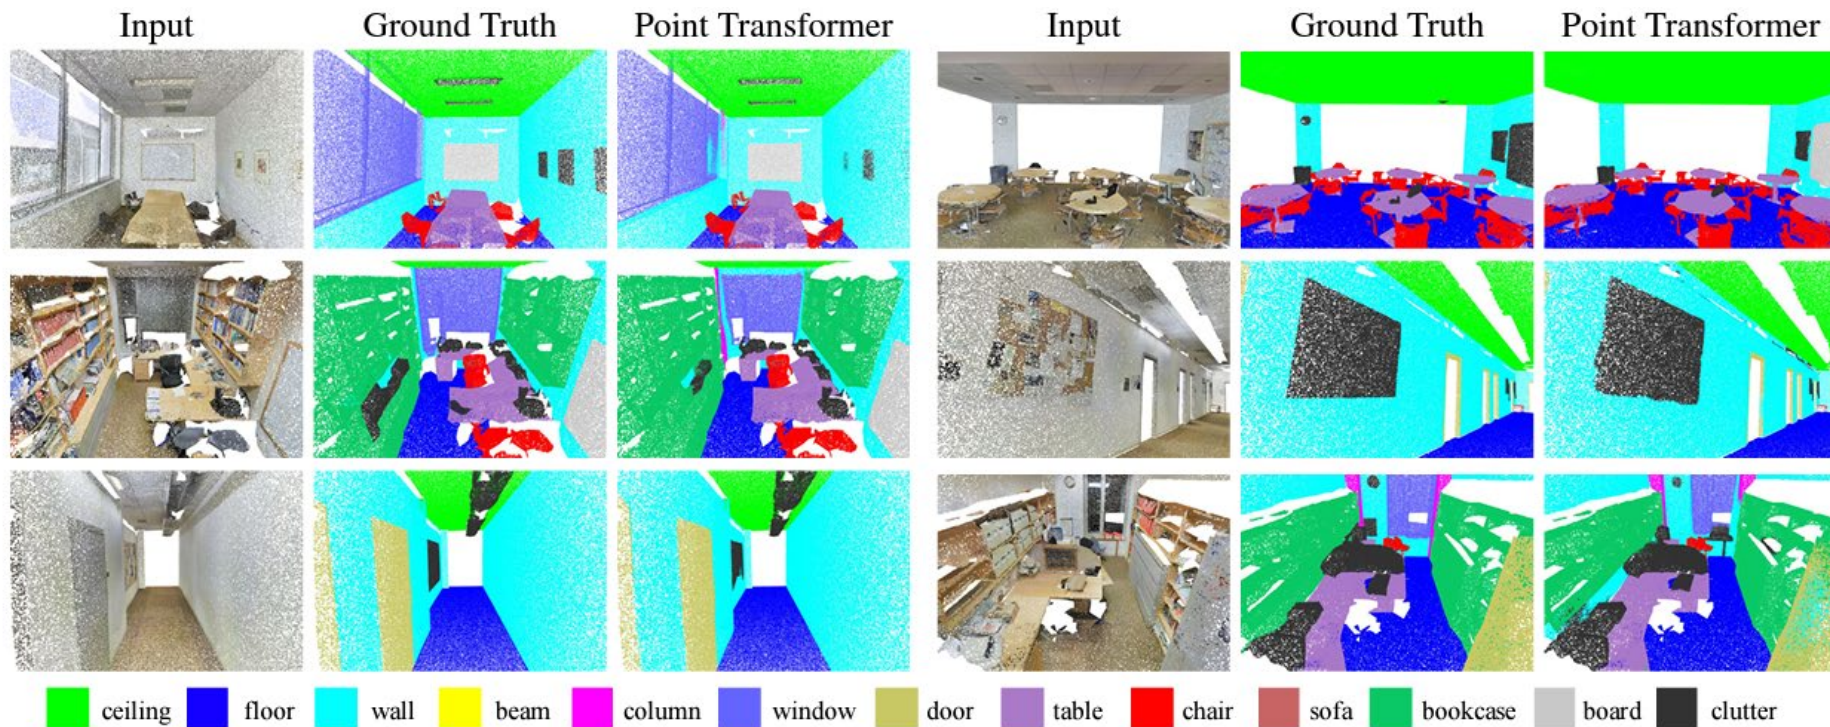 Input Ground Truth Point Transformer Input Ground Truth Point Transformer
ceiling floor wall beam column window door table chair sofa bookcase board clutter